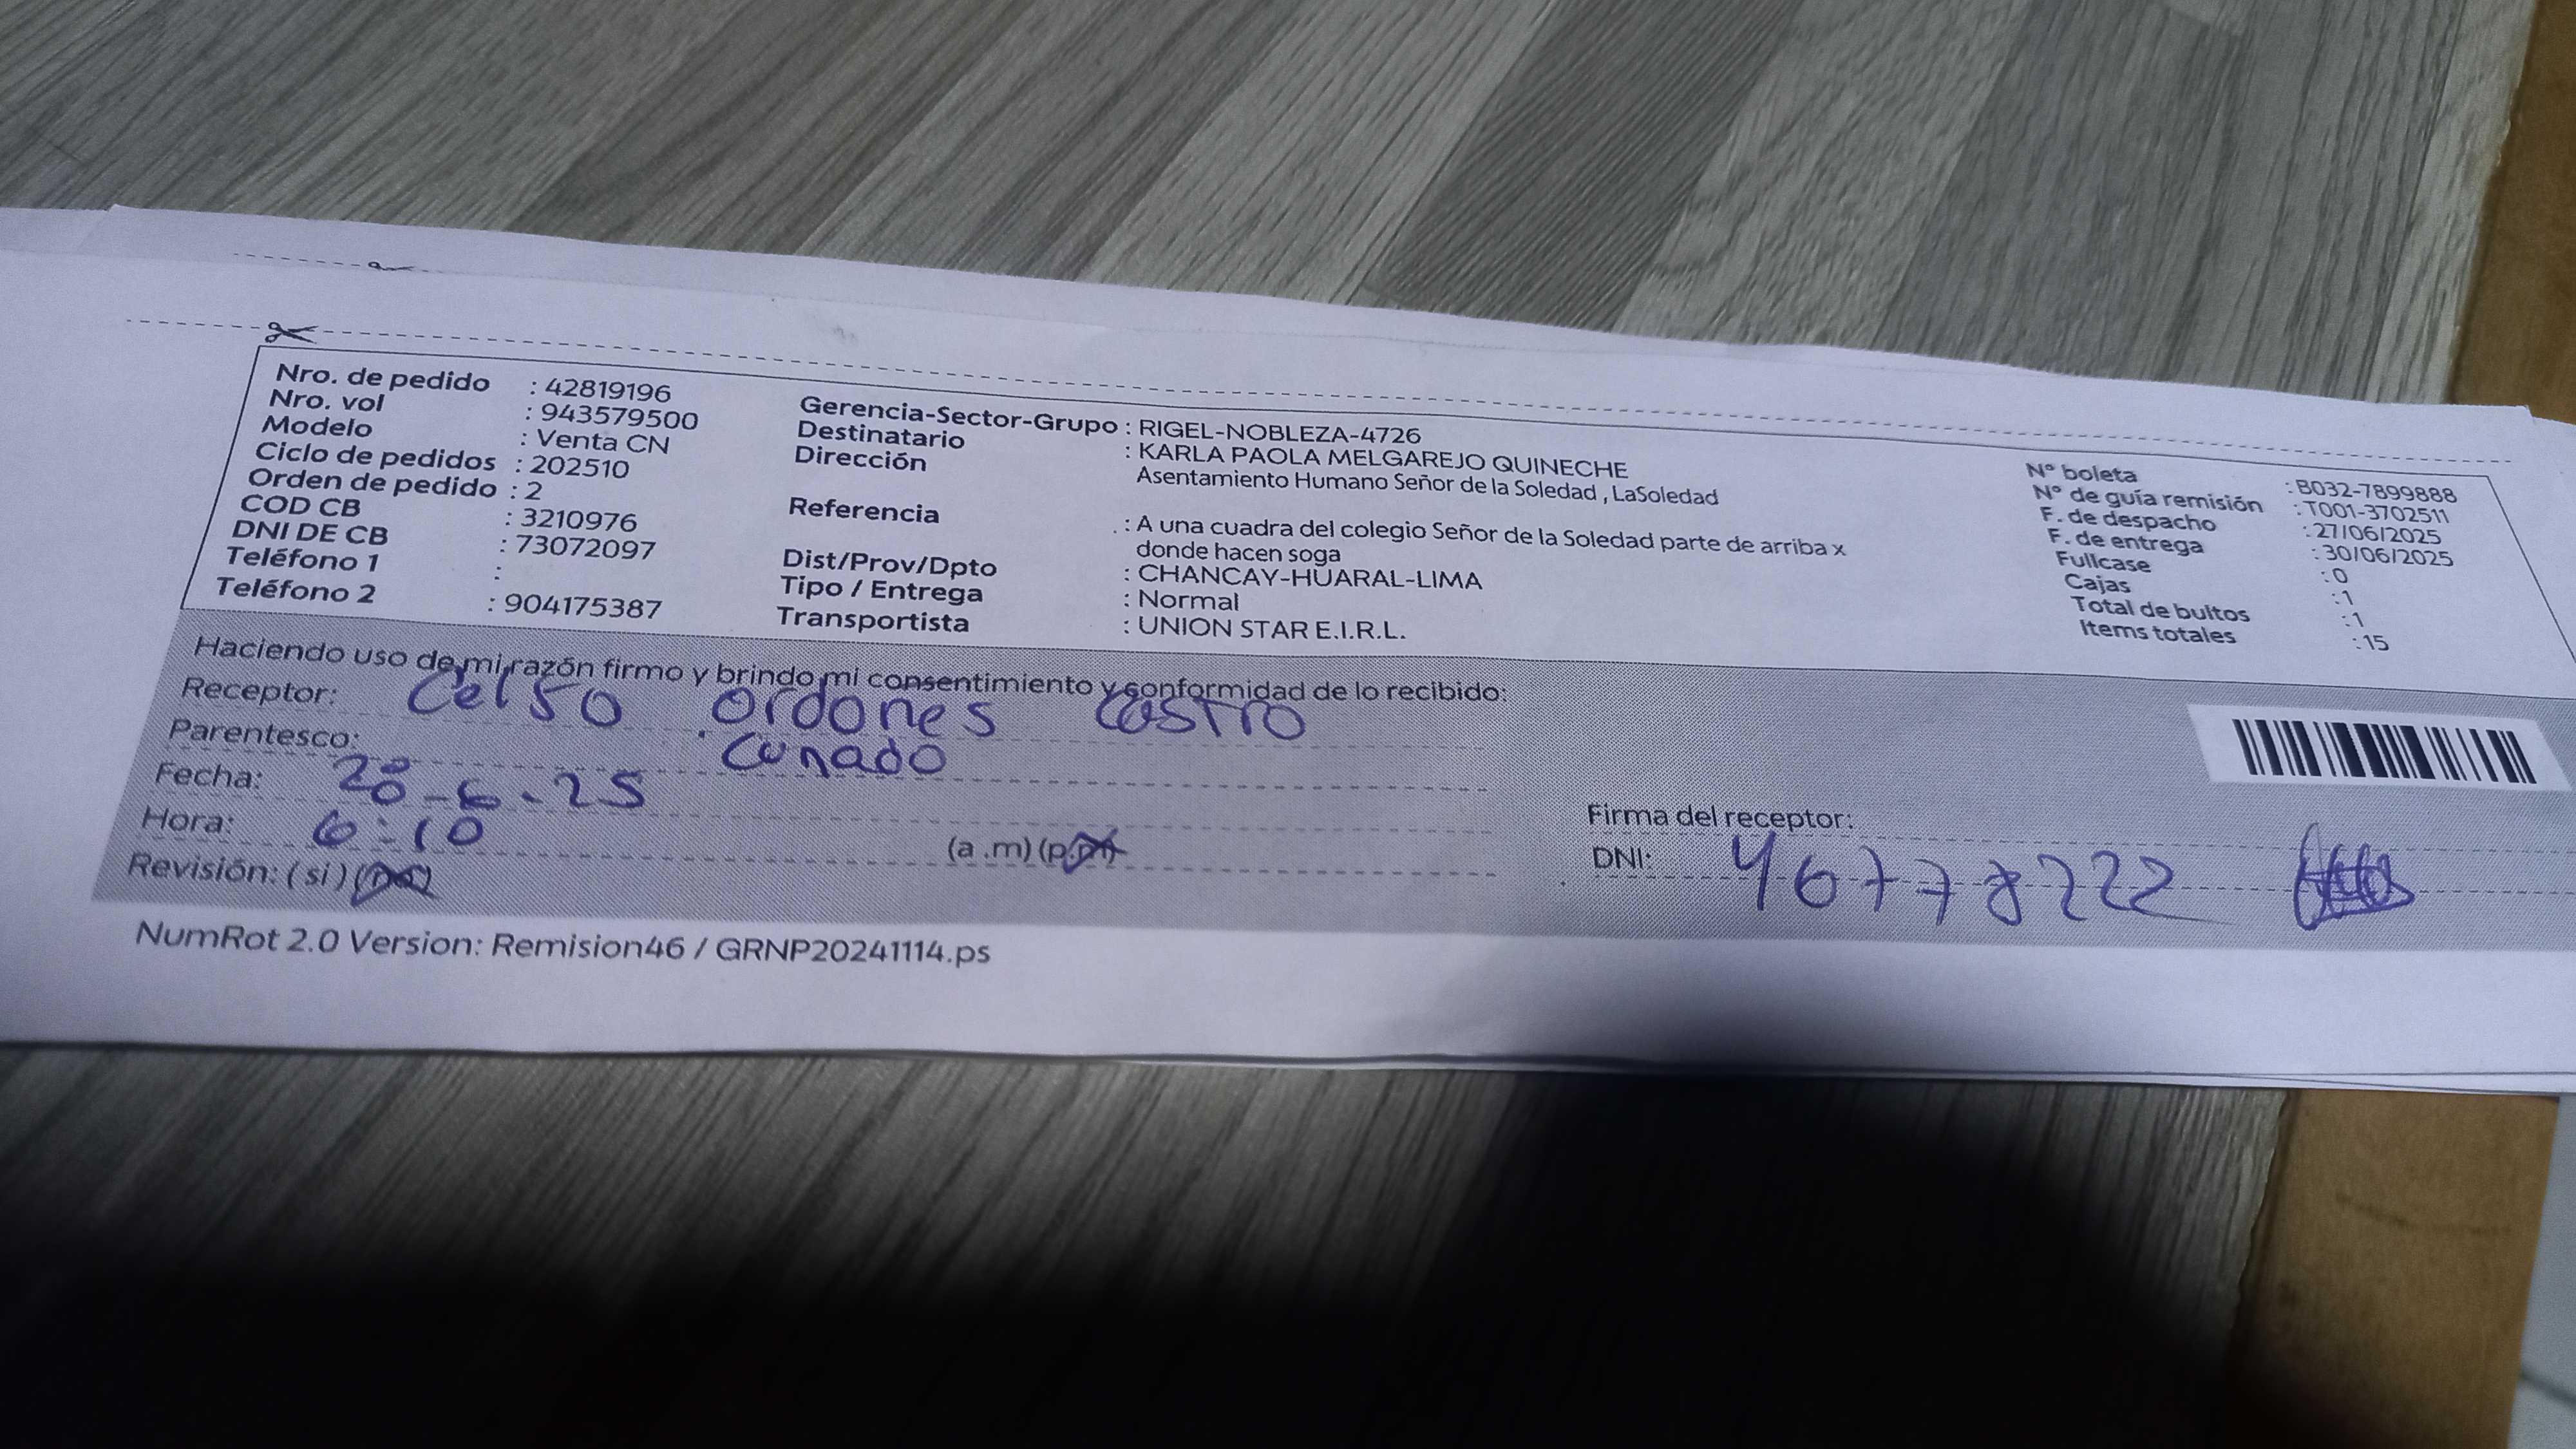 Nro. de pedido : 42819196
Nro. vol : 943579500
Modelo : Venta CN
Ciclo de pedidos : 202510
Orden de pedido : 2
COD CB : 3210976
DNI DE CB : 73072097
Teléfono 1 :
Teléfono 2 : 904175387
Gerencia-Sector-Grupo : RIGEL-NOBLEZA-4726
Destinatario : KARLA PAOLA MELGAREJO QUINECHE
Dirección Asentamiento Humano Señor de la Soledad , LaSoledad
Referencia : A una cuadra del colegio Señor de la Soledad parte de arriba x
donde hacen soga
Dist/Prov/Dpto : CHANCAY-HUARAL-LIMA
Tipo / Entrega : Normal
Transportista : UNION STAR E.I.R.L.
N° boleta : B032-7899888
N° de guía remisión : T001-3702511
F. de despacho : 27/06/2025
F. de entrega : 30/06/2025
Fullcase : 0
Cajas : 1
Total de bultos : 1
Items totales : 15
Haciendo uso de mi razón firmo y brindo mi consentimiento y conformidad de lo recibido:
Receptor: Celso ordones Castro
Parentesco: Cunado
Fecha: 28-6-25
Hora: 6:10 (a .m) (p.m)
Revisión: ( si ) (no)
Firma del receptor:
DNI: 46778222
NumRot 2.0 Version: Remision46 / GRNP20241114.ps